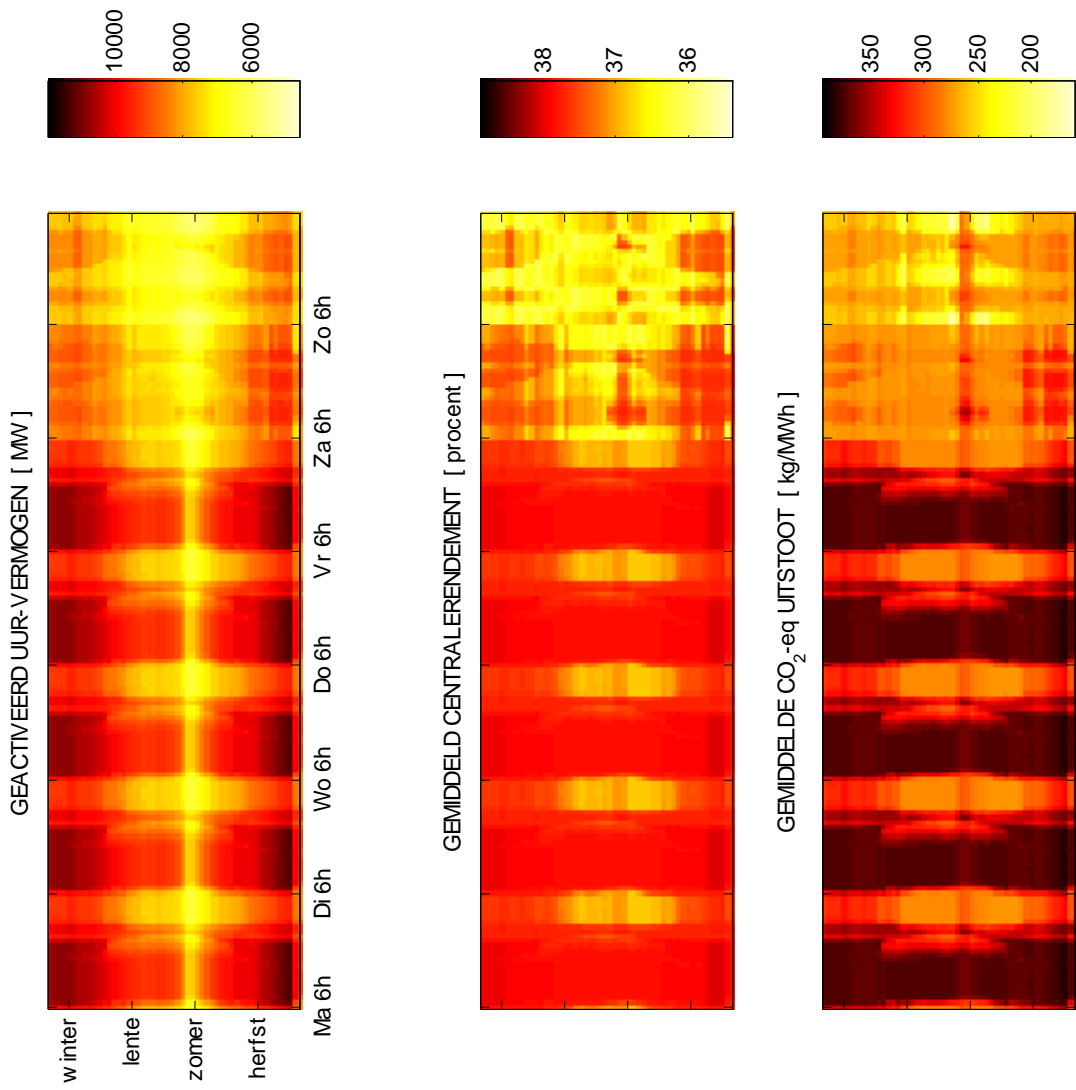 GEACTIVEERD UUR-VERMOGEN [ MW ]
winter
lente
zomer
herfst
Ma 6h
Di 6h
Wo 6h
Do 6h
Vr 6h
Za 6h
Zo 6h
10000
8000
6000
GEMIDDELD CENTRALERENDEMENT [ procent ]
38
37
36
GEMIDDELDE CO2-eq UITSTOOT [ kg/MWh ]
350
300
250
200